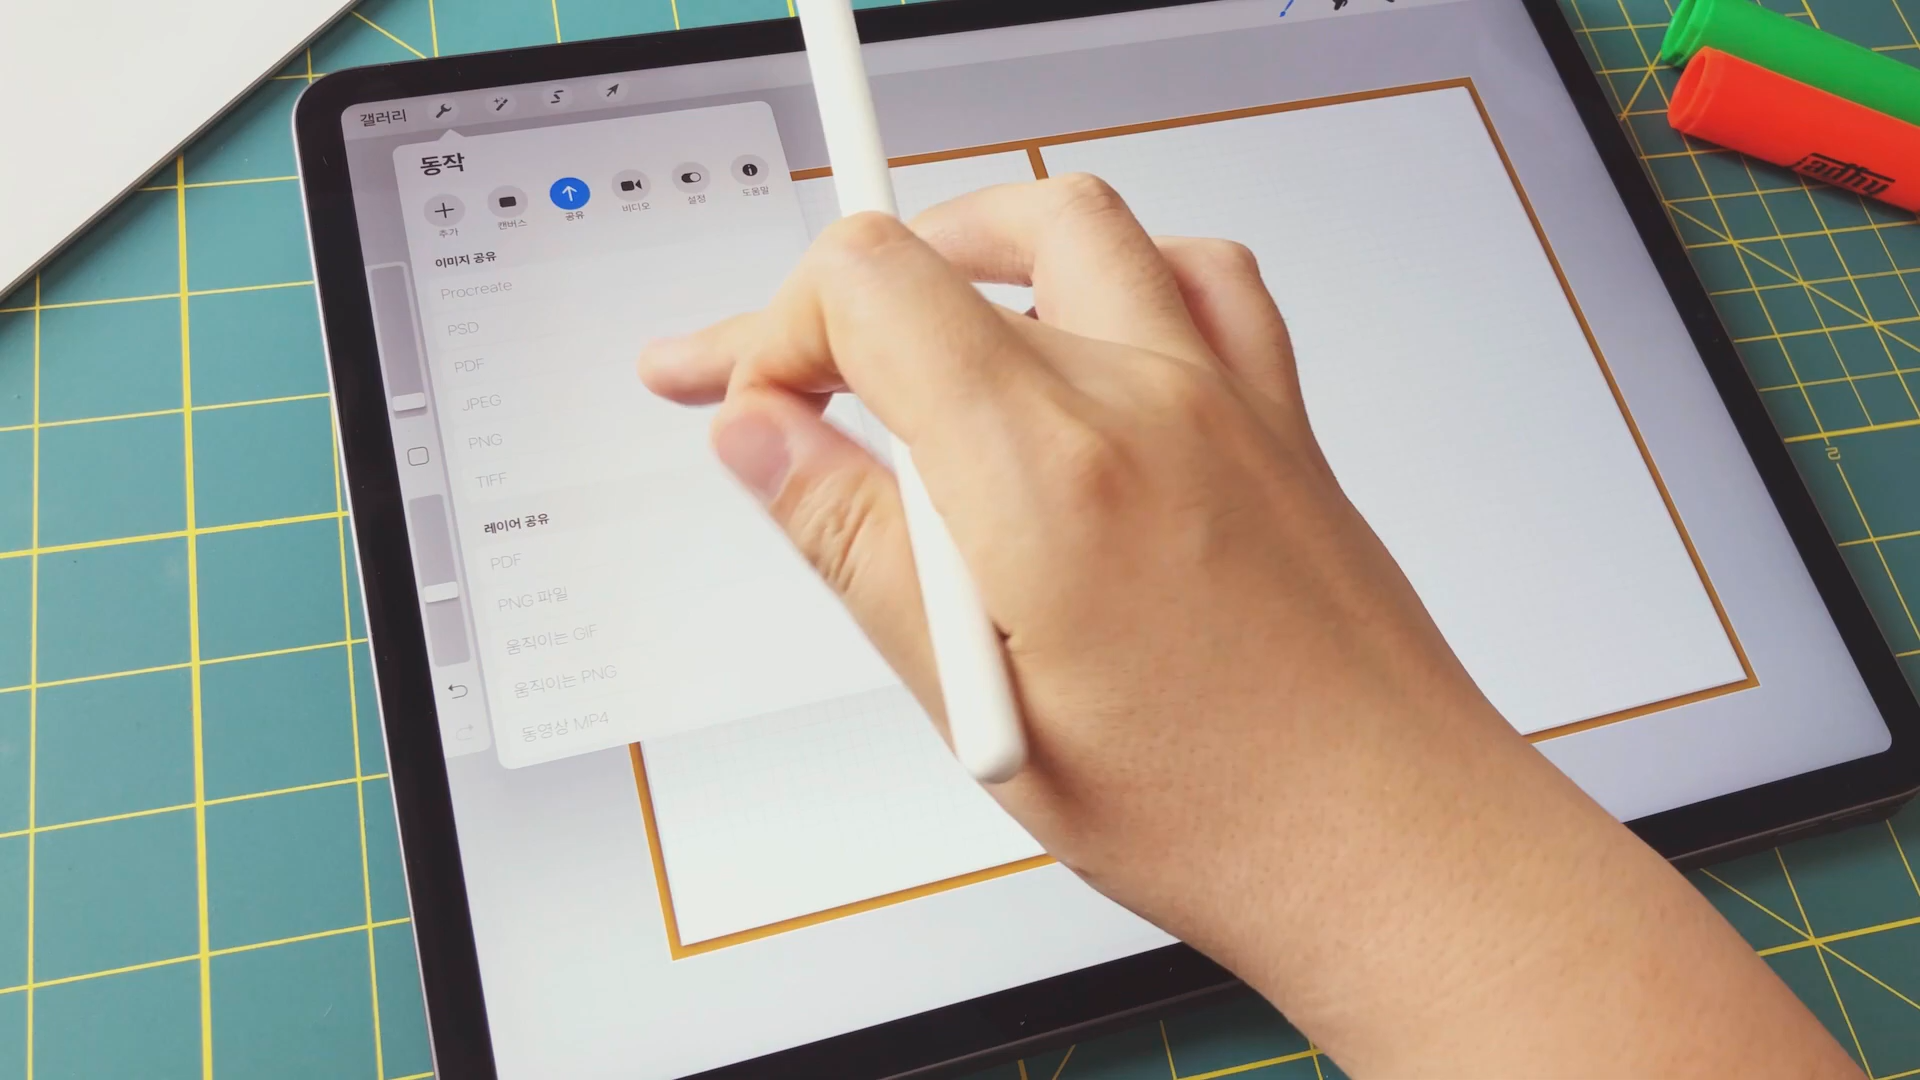 갤러리
동작
추가 캔버스 공유 비디오 설정 도움말
이미지 공유
Procreate
PSD
PDF
JPEG
PNG
TIFF
레이어 공유
PDF
PNG 파일
움직이는 GIF
움직이는 PNG
동영상 MP4